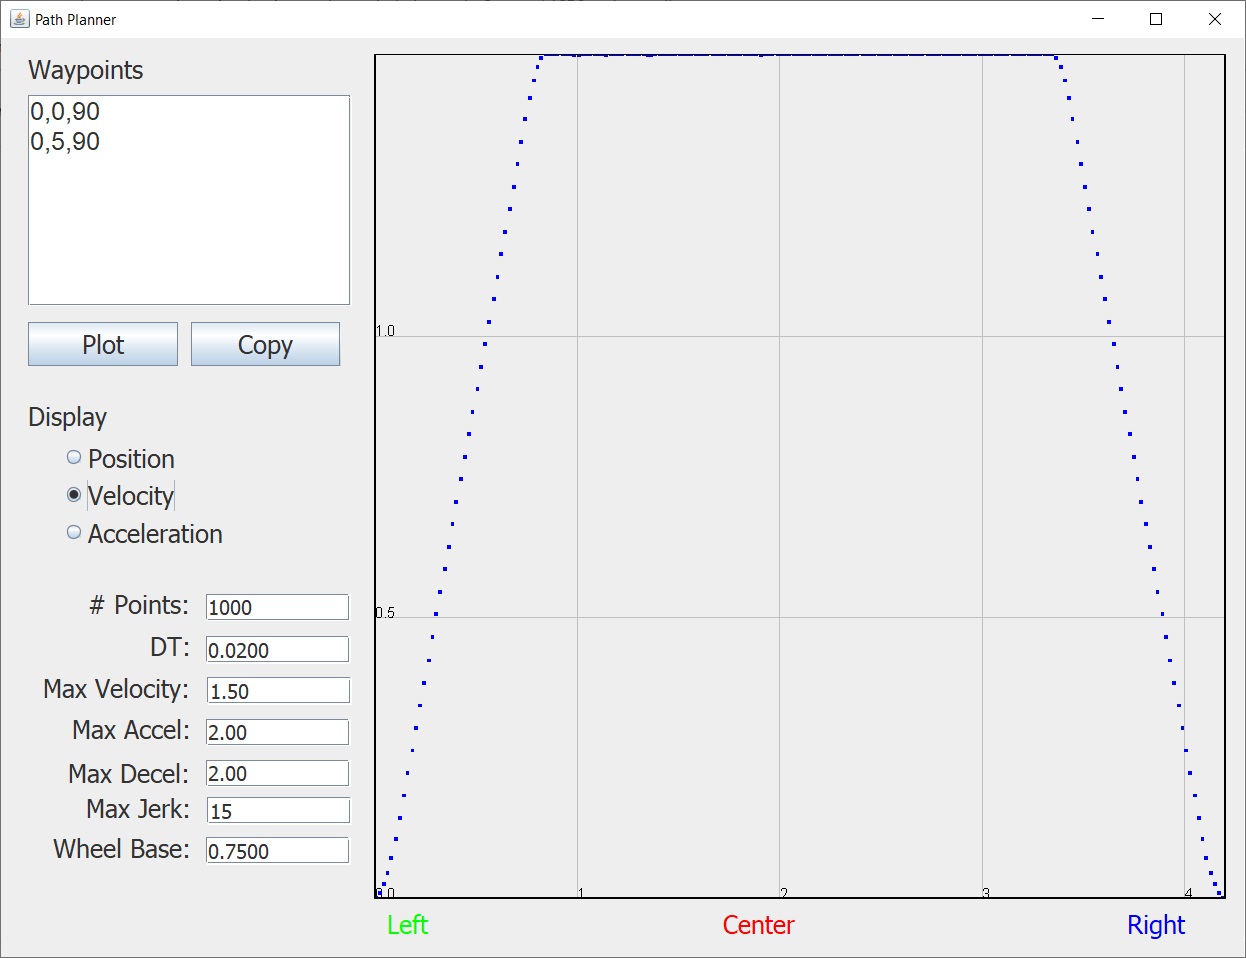 Path Planner
Waypoints
0,0,90
0,5,90
Plot
Copy
Display
Position
Velocity
Acceleration
# Points: 1000
DT: 0.0200
Max Velocity: 1.50
Max Accel: 2.00
Max Decel: 2.00
Max Jerk: 15
Wheel Base: 0.7500
1.0
0.5
0.0
1
2
3
4
Left
Center
Right